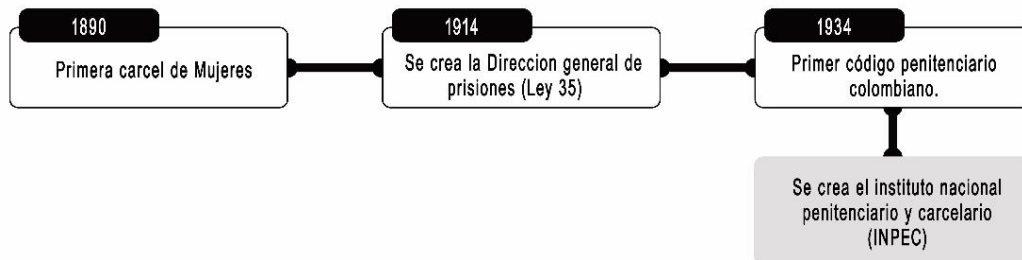 1890
Primera carcel de Mujeres
1914
Se crea la Direccion general de
prisiones (Ley 35)
1934
Primer código penitenciario
colombiano.
Se crea el instituto nacional
penitenciario y carcelario
(INPEC)